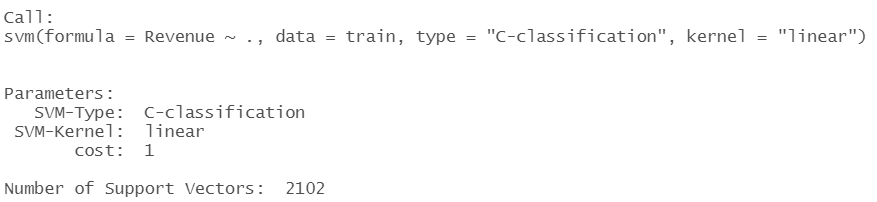 Call:
svm(formula = Revenue ~ ., data = train, type = "C-classification", kernel = "linear")
Parameters:
SVM-Type: C-classification
SVM-Kernel: linear
cost: 1
Number of Support Vectors: 2102